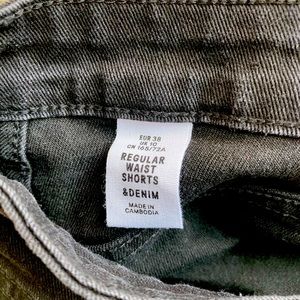 EUR 38
UK 10
CN 165/72A
REGULAR
WAIST
SHORTS
&DENIM
MADE IN
CAMBODIA